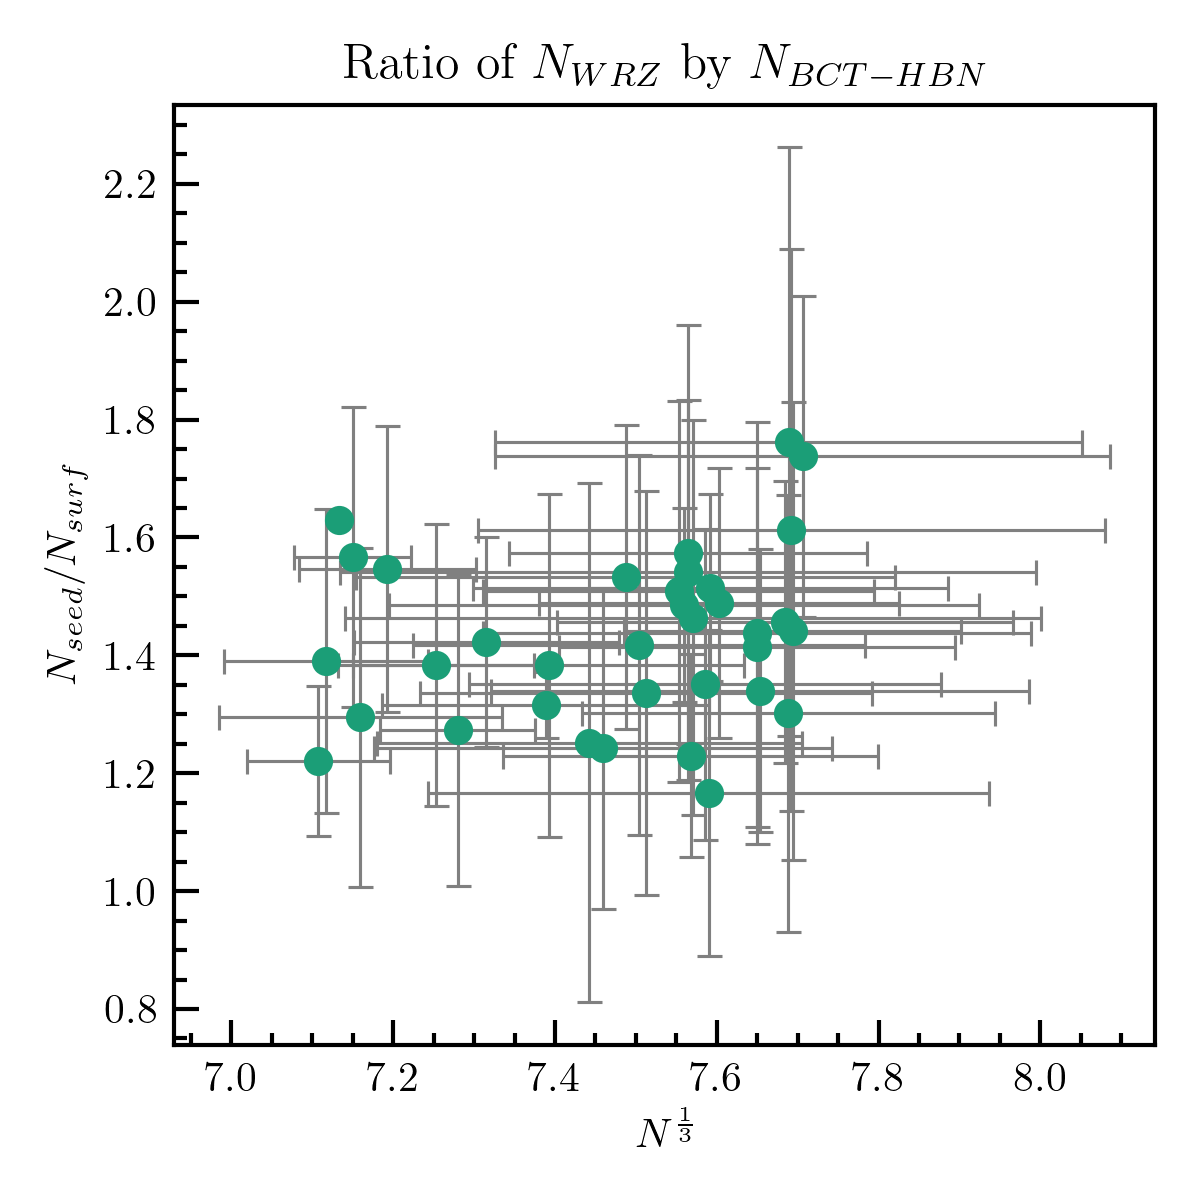 Ratio of $N_{WRZ}$ by $N_{BCT-HBN}$
$N_{seed}/N_{surf}$
2.2
2.0
1.8
1.6
1.4
1.2
1.0
0.8
7.0 7.2 7.4 7.6 7.8 8.0
$N^{\frac{1}{3}}$